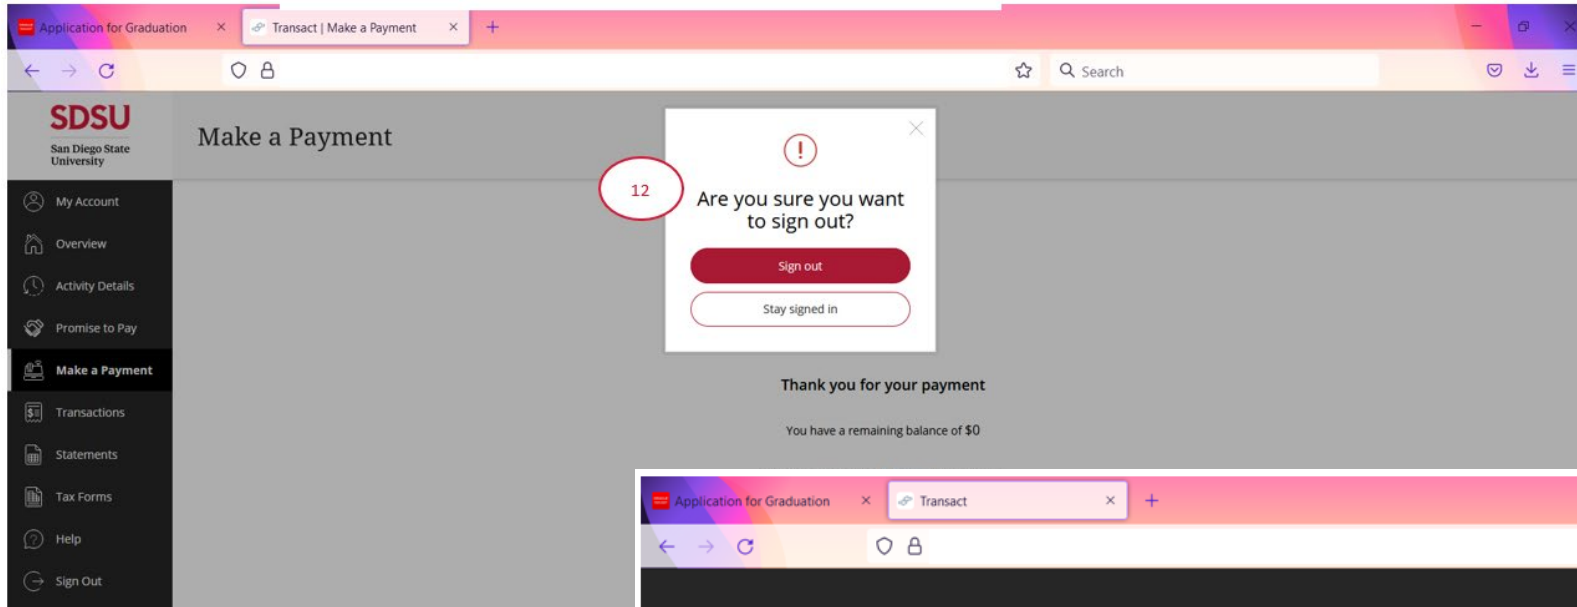 Application for Graduation
Transact | Make a Payment
Search
SDSU
San Diego State
University
Make a Payment
My Account
Overview
Activity Details
Promise to Pay
Make a Payment
Transactions
Statements
Tax Forms
Help
Sign Out
12
Are you sure you want
to sign out?
Sign out
Stay signed in
Thank you for your payment
You have a remaining balance of $0
Application for Graduation
Transact